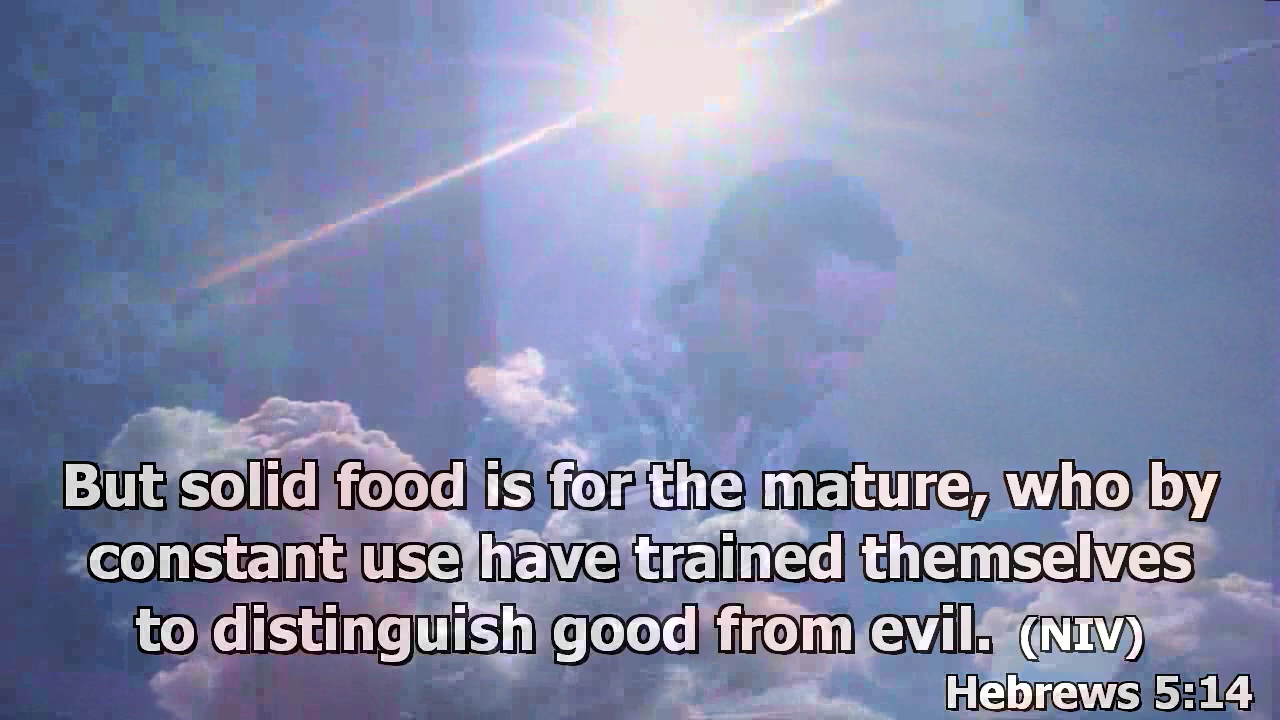 But solid food is for the mature, who by
constant use have trained themselves
to distinguish good from evil. (NIV)
Hebrews 5:14